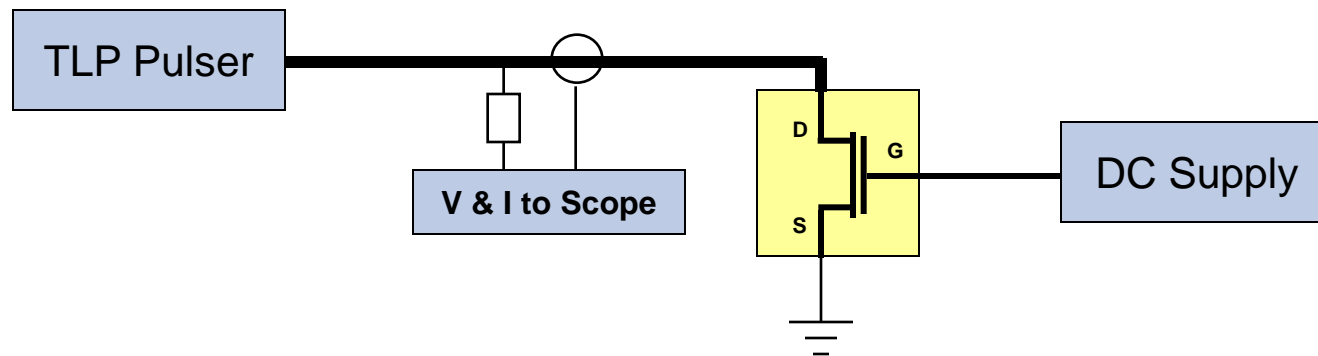 TLP Pulser
D
G
DC Supply
V & I to Scope
S